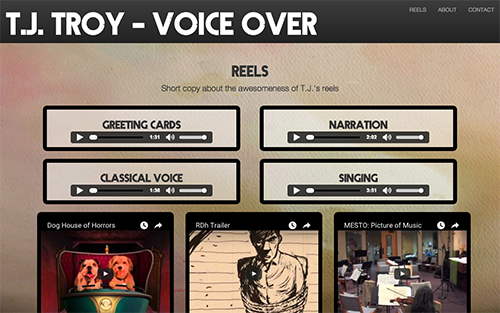 T.J. TROY - VOICE OVER
REELS ABOUT CONTACT
REELS
Short copy about the awesomeness of T.J.'s reels
GREETING CARDS
1:31
NARRATION
2:02
CLASSICAL VOICE
1:36
SINGING
3:51
Dog House of Horrors
RDh Trailer
MESTO: Picture of Music